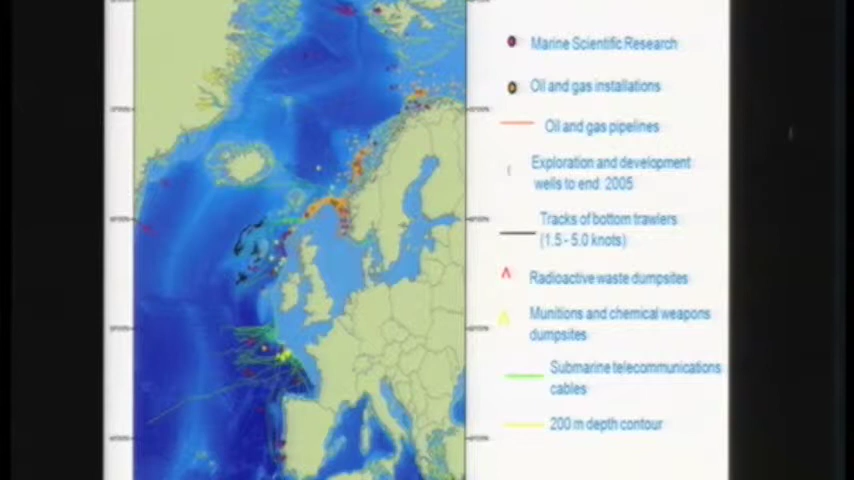 Marine Scientific Research
Oil and gas installations
Oil and gas pipelines
Exploration and development
wells to end 2005
Tracks of bottom trawlers
(1.5 - 5.0 knots)
Radioactive waste dumpsites
Munitions and chemical weapons
dumpsites
Submarine telecommunications
cables
200 m depth contour